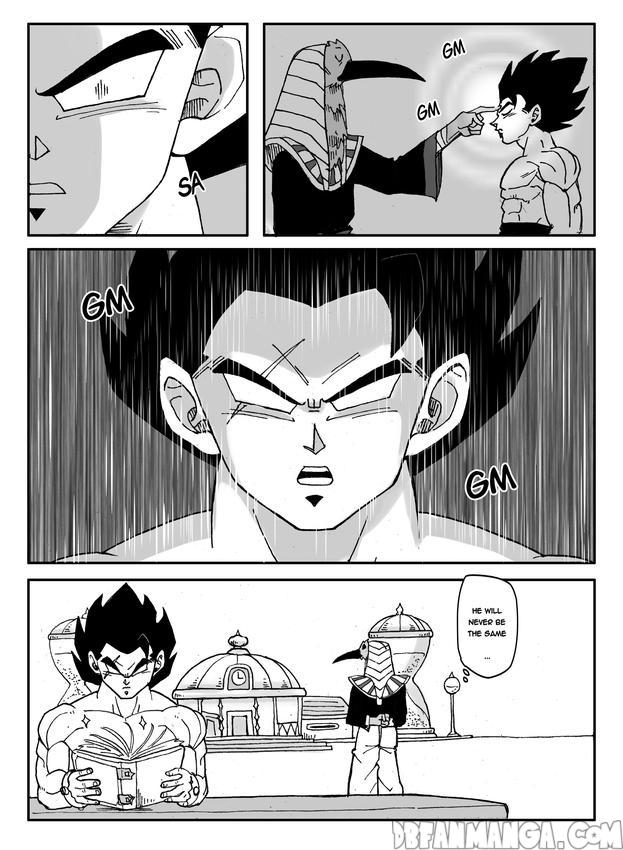 SA
GM
GM
GM
GM
HE WILL
NEVER BE
THE SAME
...
DBFANMANGA.COM